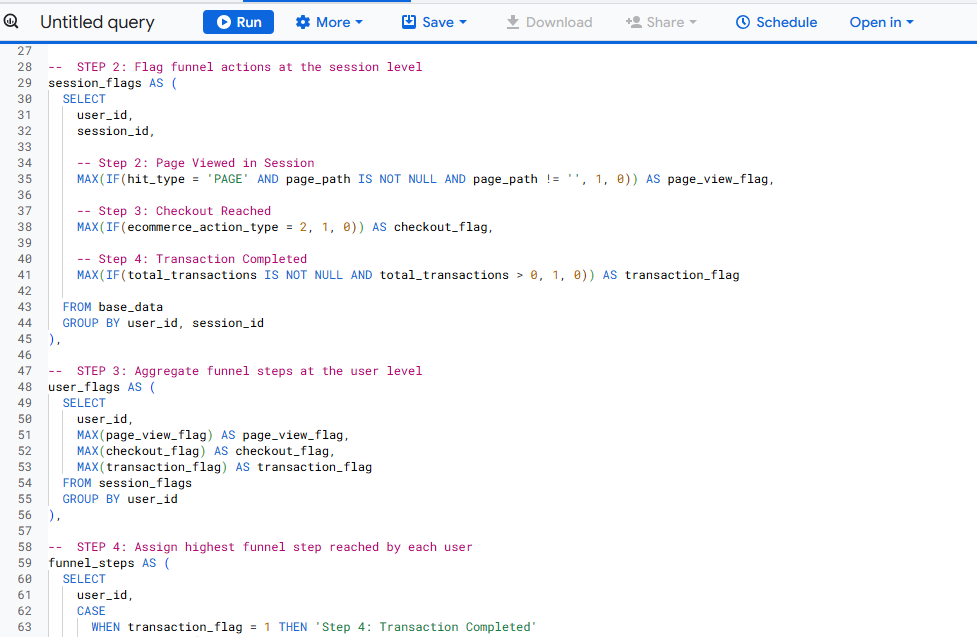 Untitled query Run More Save Download Share Schedule Open in
27
28 -- STEP 2: Flag funnel actions at the session level
29 session_flags AS (
30 SELECT
31 user_id,
32 session_id,
33
34 -- Step 2: Page Viewed in Session
35 MAX(IF(hit_type = 'PAGE' AND page_path IS NOT NULL AND page_path != '', 1, 0)) AS page_view_flag,
36
37 -- Step 3: Checkout Reached
38 MAX(IF(ecommerce_action_type = 2, 1, 0)) AS checkout_flag,
39
40 -- Step 4: Transaction Completed
41 MAX(IF(total_transactions IS NOT NULL AND total_transactions > 0, 1, 0)) AS transaction_flag
42
43 FROM base_data
44 GROUP BY user_id, session_id
45 ),
46
47 -- STEP 3: Aggregate funnel steps at the user level
48 user_flags AS (
49 SELECT
50 user_id,
51 MAX(page_view_flag) AS page_view_flag,
52 MAX(checkout_flag) AS checkout_flag,
53 MAX(transaction_flag) AS transaction_flag
54 FROM session_flags
55 GROUP BY user_id
56 ),
57
58 -- STEP 4: Assign highest funnel step reached by each user
59 funnel_steps AS (
60 SELECT
61 user_id,
62 CASE
63 WHEN transaction_flag = 1 THEN 'Step 4: Transaction Completed'